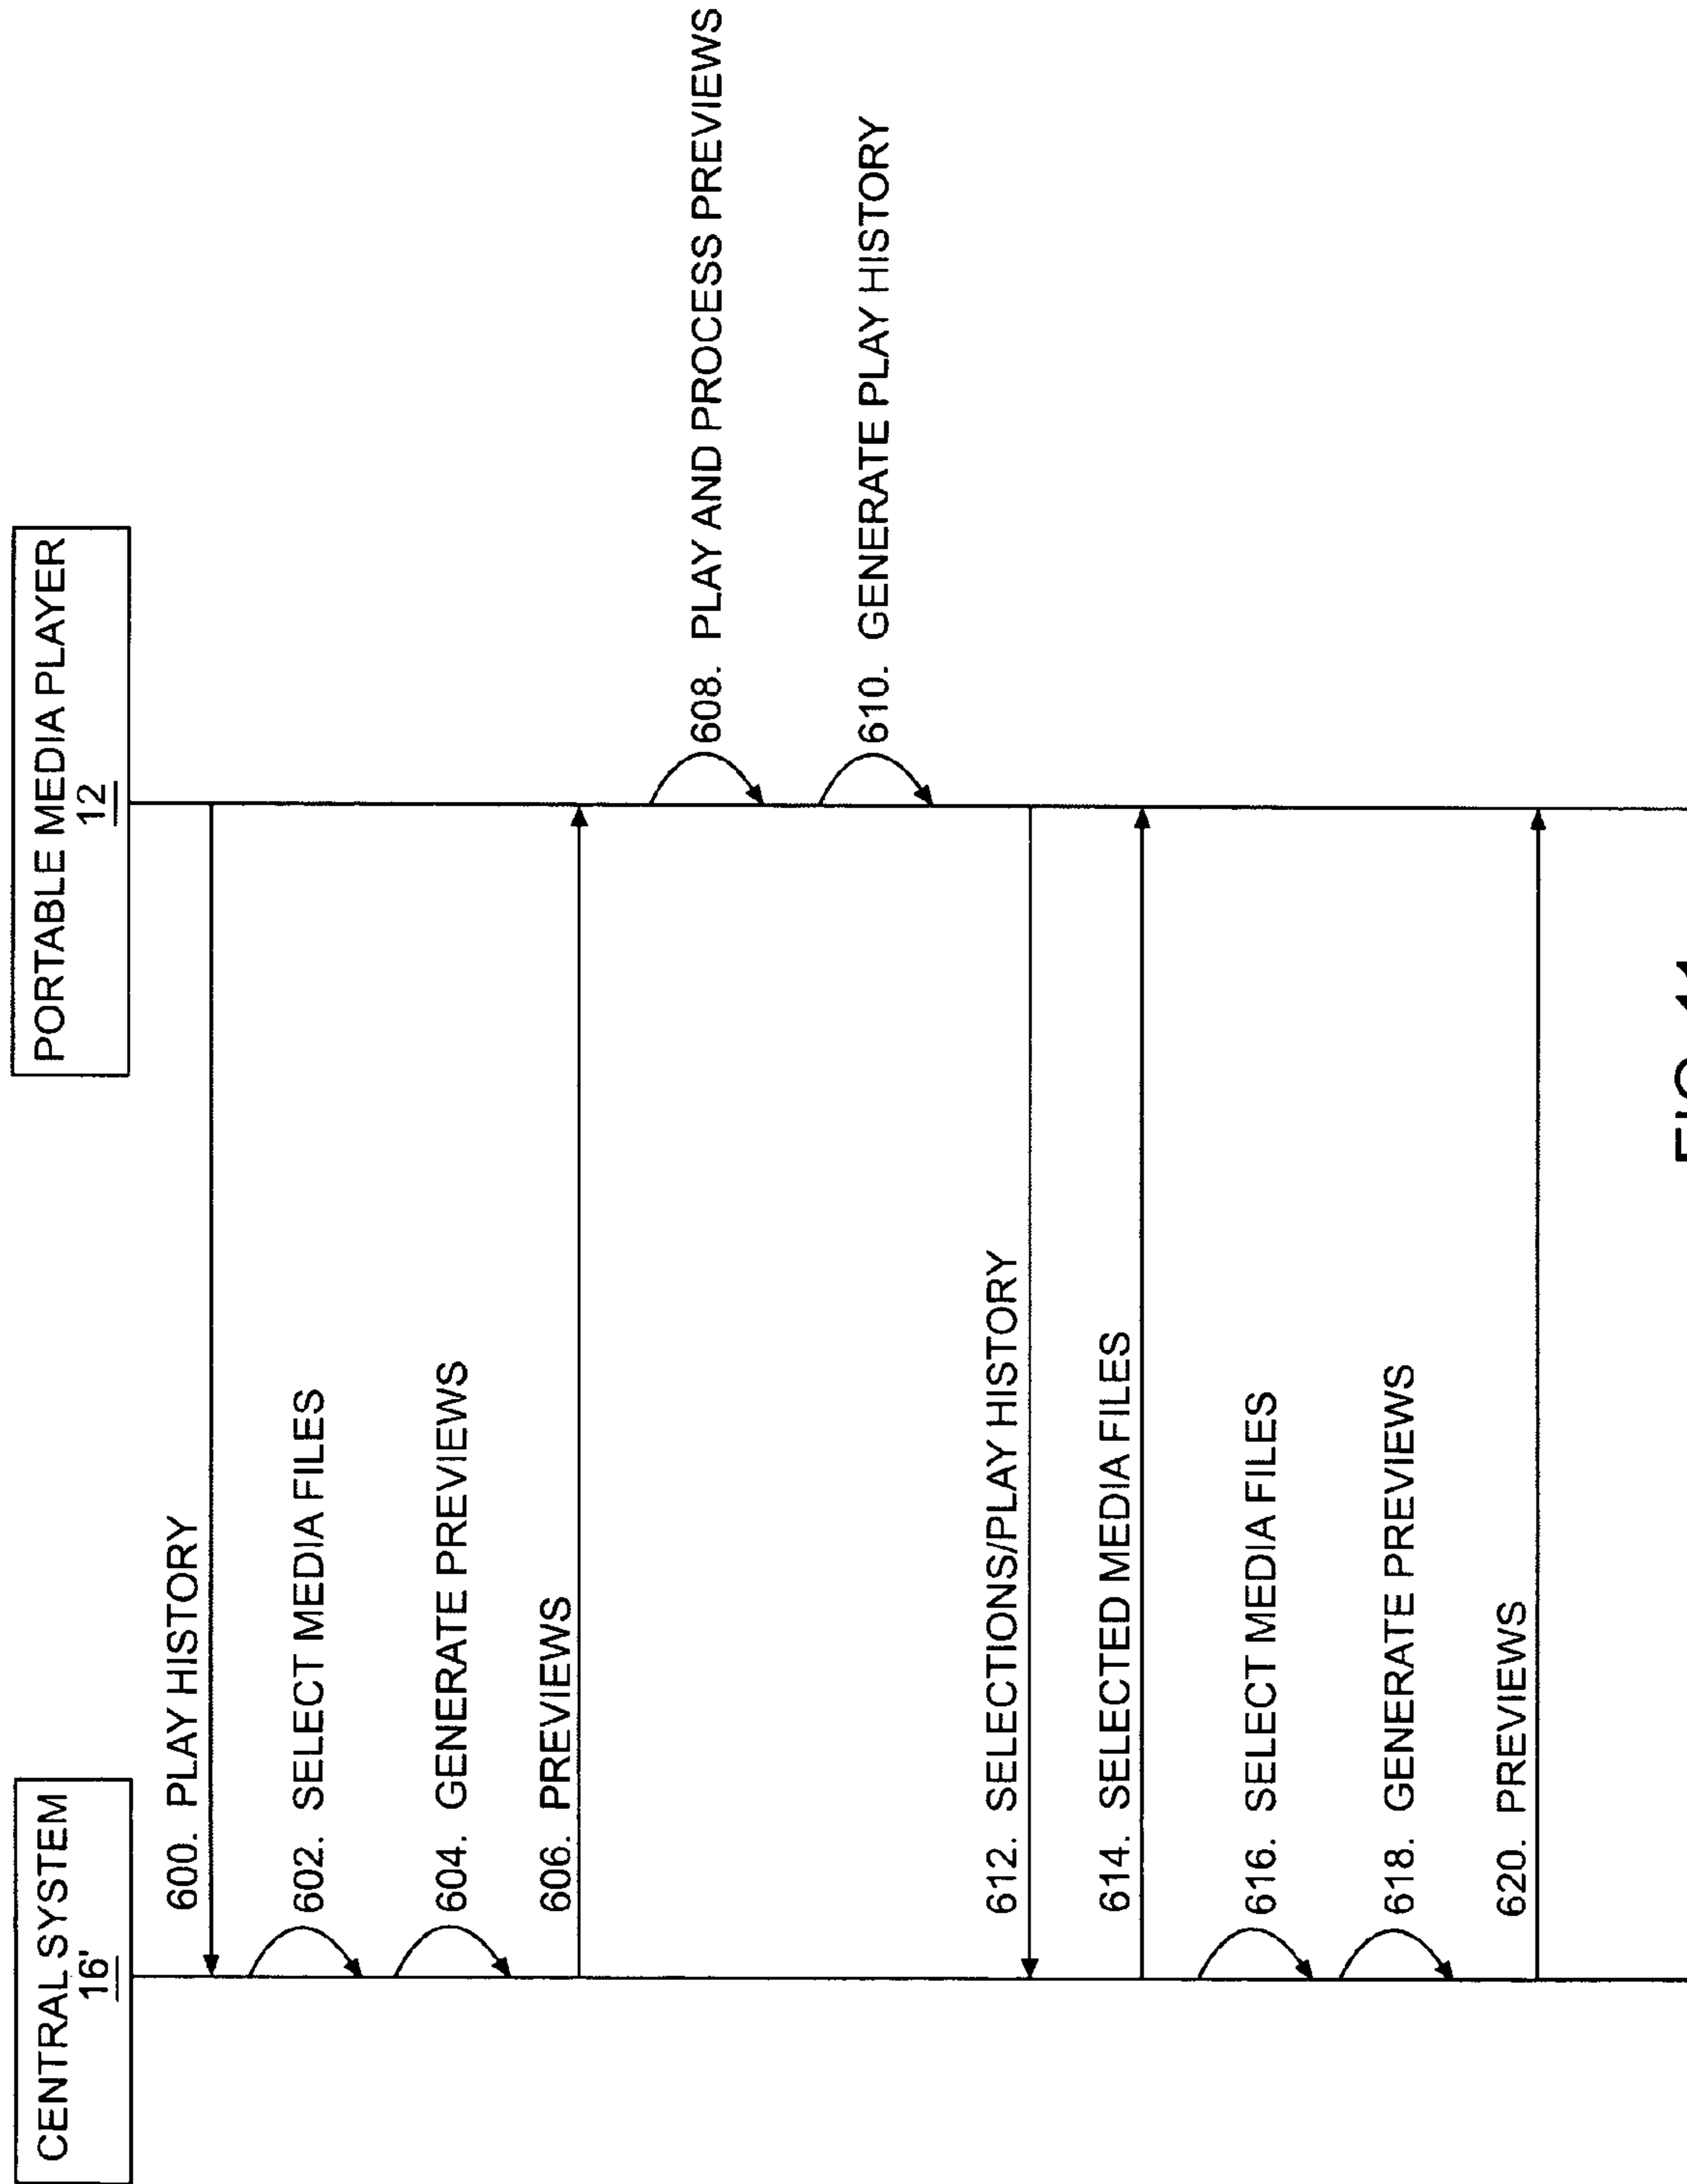 CENTRAL SYSTEM
16'
PORTABLE MEDIA PLAYER
12
600. PLAY HISTORY
602. SELECT MEDIA FILES
604. GENERATE PREVIEWS
606. PREVIEWS
608. PLAY AND PROCESS PREVIEWS
610. GENERATE PLAY HISTORY
612. SELECTIONS/PLAY HISTORY
614. SELECTED MEDIA FILES
616. SELECT MEDIA FILES
618. GENERATE PREVIEWS
620. PREVIEWS
FIG. 11